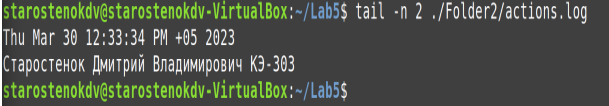 starostenokdv@starostenokdv-VirtualBox:~/Lab5$ tail -n 2 ./Folder2/actions.log
Thu Mar 30 12:33:34 PM +05 2023
Старостенок Дмитрий Владимирович КЭ-303
starostenokdv@starostenokdv-VirtualBox:~/Lab5$